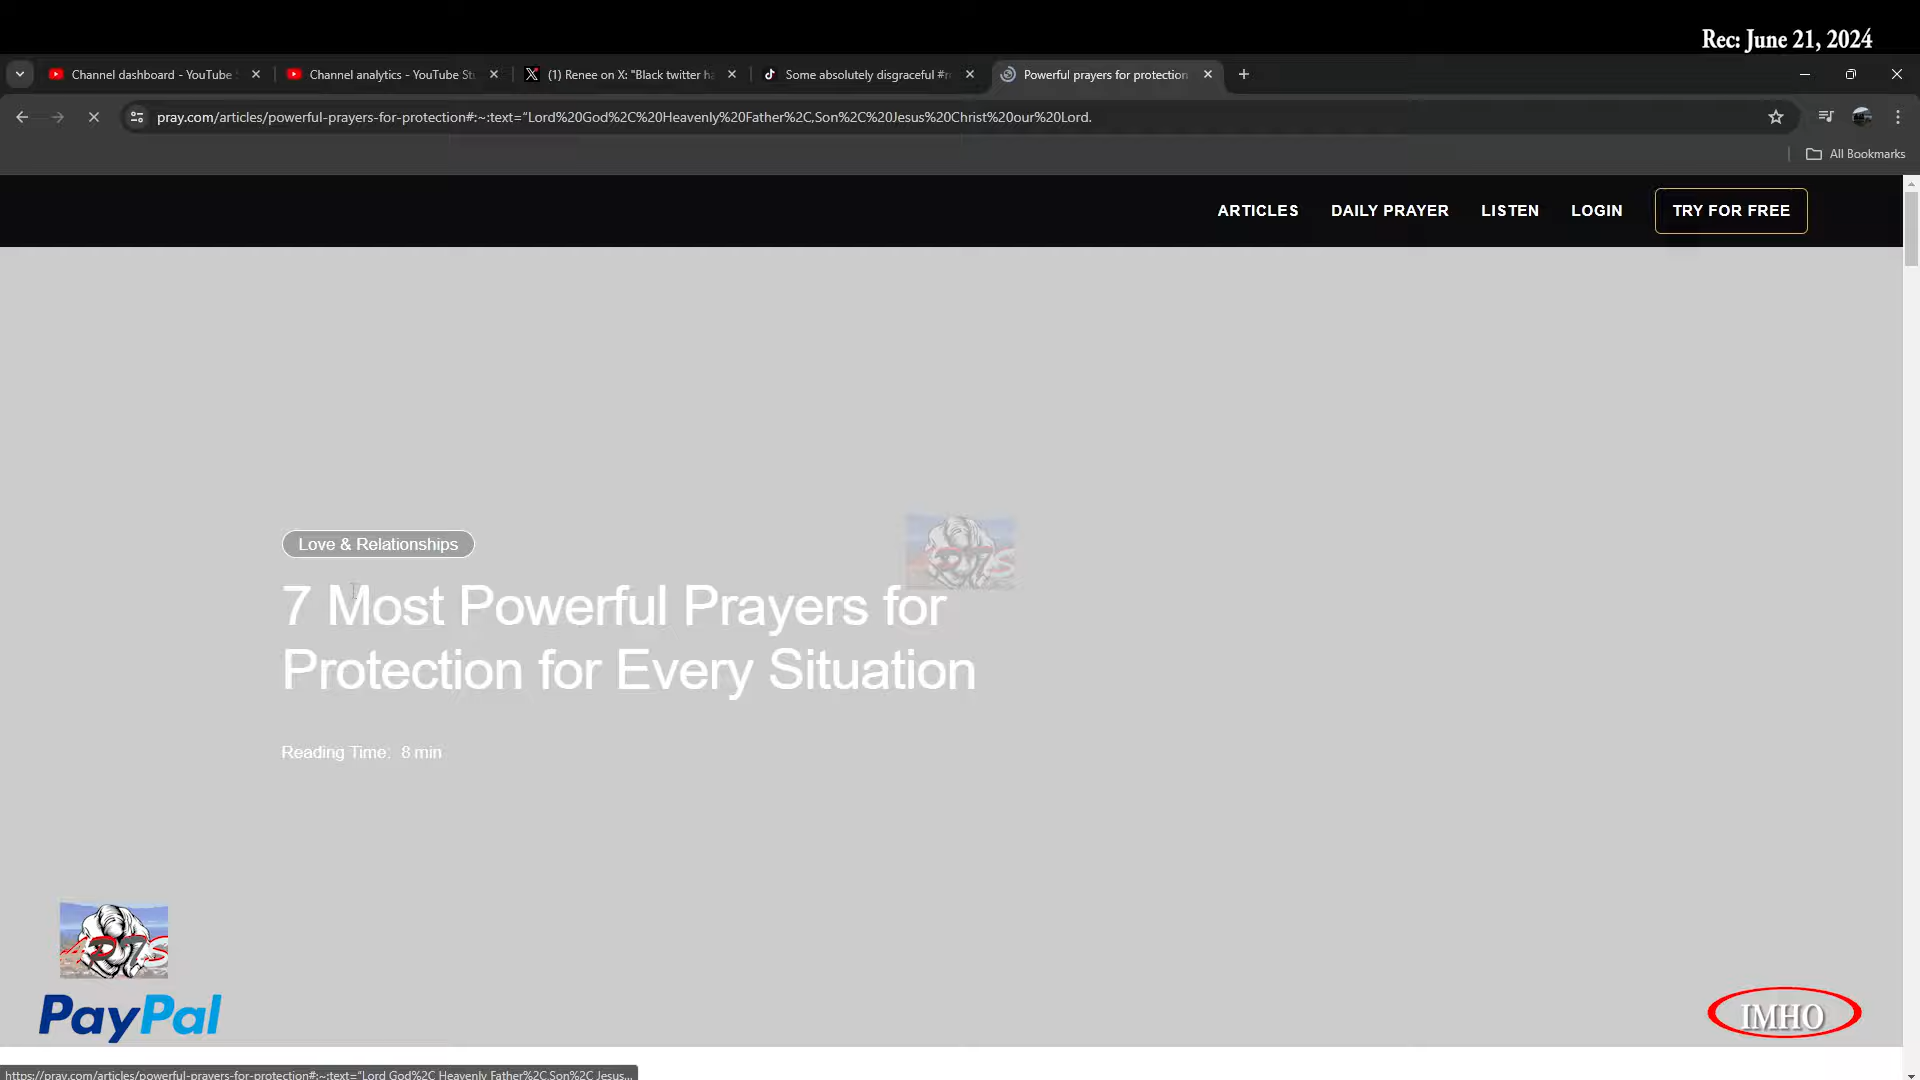 Rec: June 21, 2024
Channel dashboard - YouTube
Channel analytics - YouTube St
(1) Renee on X: "Black twitter ha
Some absolutely disgraceful #r
Powerful prayers for protection
pray.com/articles/powerful-prayers-for-protection#:~:text=“Lord%20God%2C%20Heavenly%20Father%2C,Son%2C%20Jesus%20Christ%20our%20Lord.
All Bookmarks
ARTICLES DAILY PRAYER LISTEN LOGIN TRY FOR FREE
Love & Relationships
7 Most Powerful Prayers for
Protection for Every Situation
Reading Time: 8 min
PayPal
IMHO
https://pray.com/articles/powerful-prayers-for-protection#:~:text=“Lord God%2C Heavenly Father%2C,Son%2C Jesus...